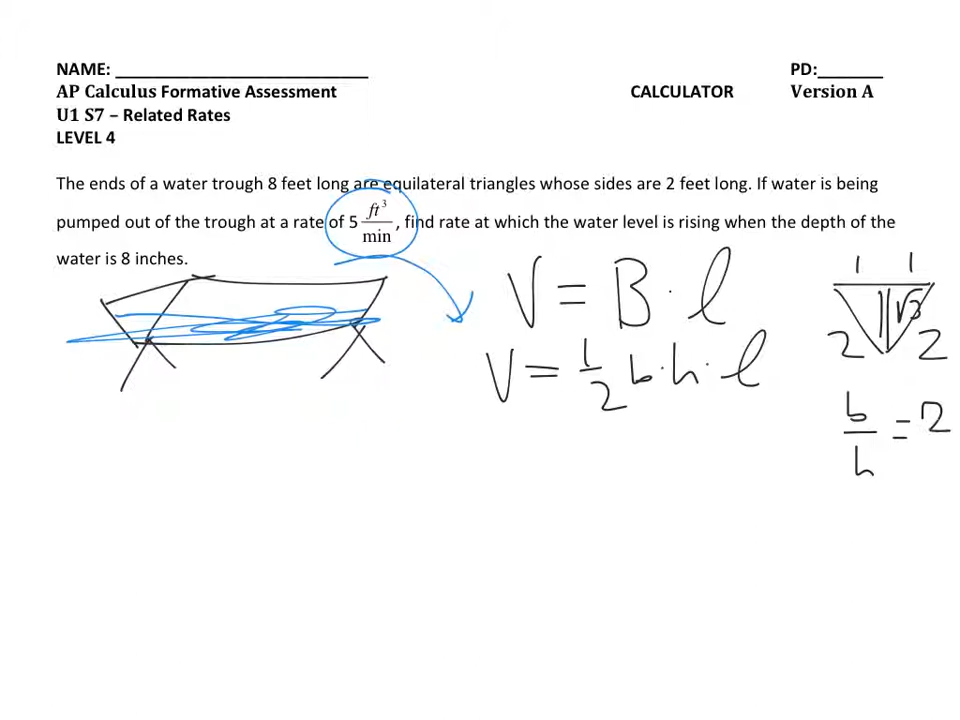 NAME: ___________________________ PD:_______
AP Calculus Formative Assessment CALCULATOR Version A
U1 S7 – Related Rates
LEVEL 4
The ends of a water trough 8 feet long are equilateral triangles whose sides are 2 feet long. If water is being
pumped out of the trough at a rate of 5 ft³/min, find rate at which the water level is rising when the depth of the
water is 8 inches.
V = B · l
V = 1/2 b · h · l
1 1
√3
2 2
b/h = 2